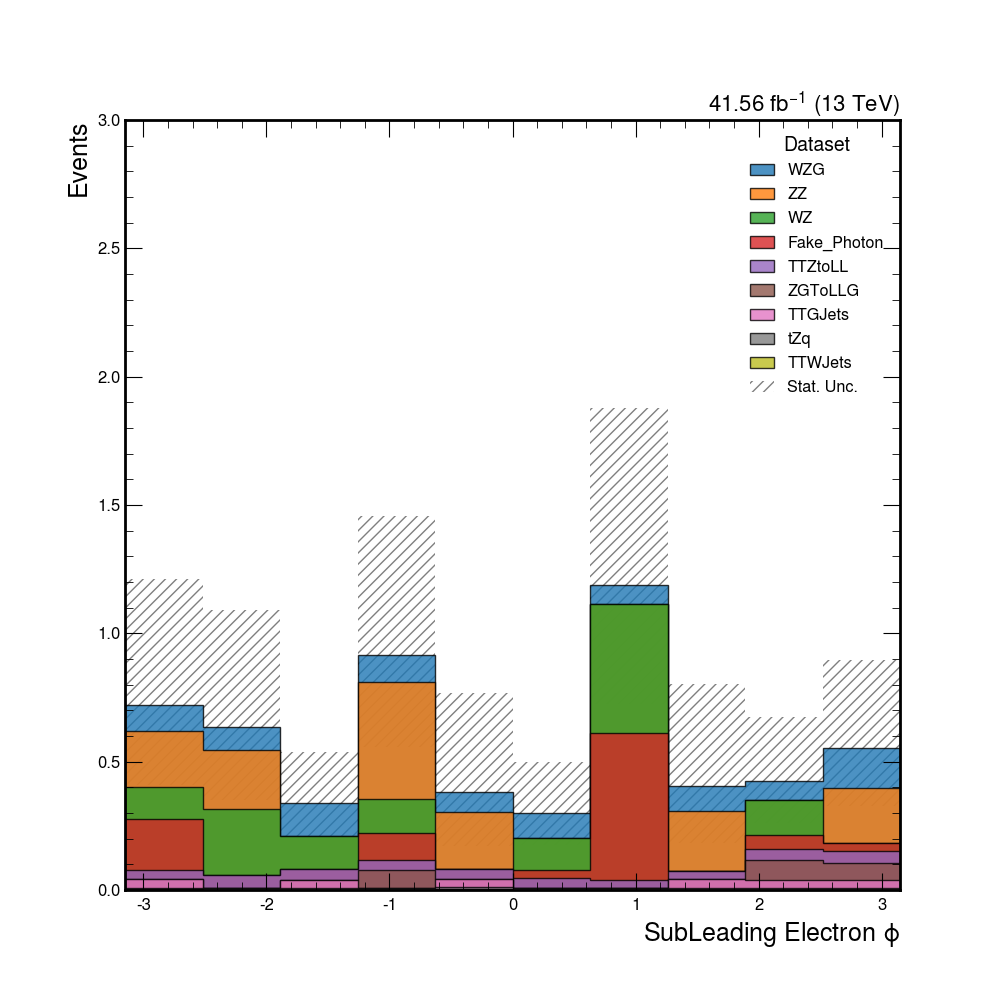 41.56 fb⁻¹ (13 TeV)
Events
3.0
2.5
2.0
1.5
1.0
0.5
0.0
Dataset
WZG
ZZ
WZ
Fake_Photon
TTZtoLL
ZGToLLG
TTGJets
tZq
TTWJets
Stat. Unc.
-3 -2 -1 0 1 2 3
SubLeading Electron ϕ